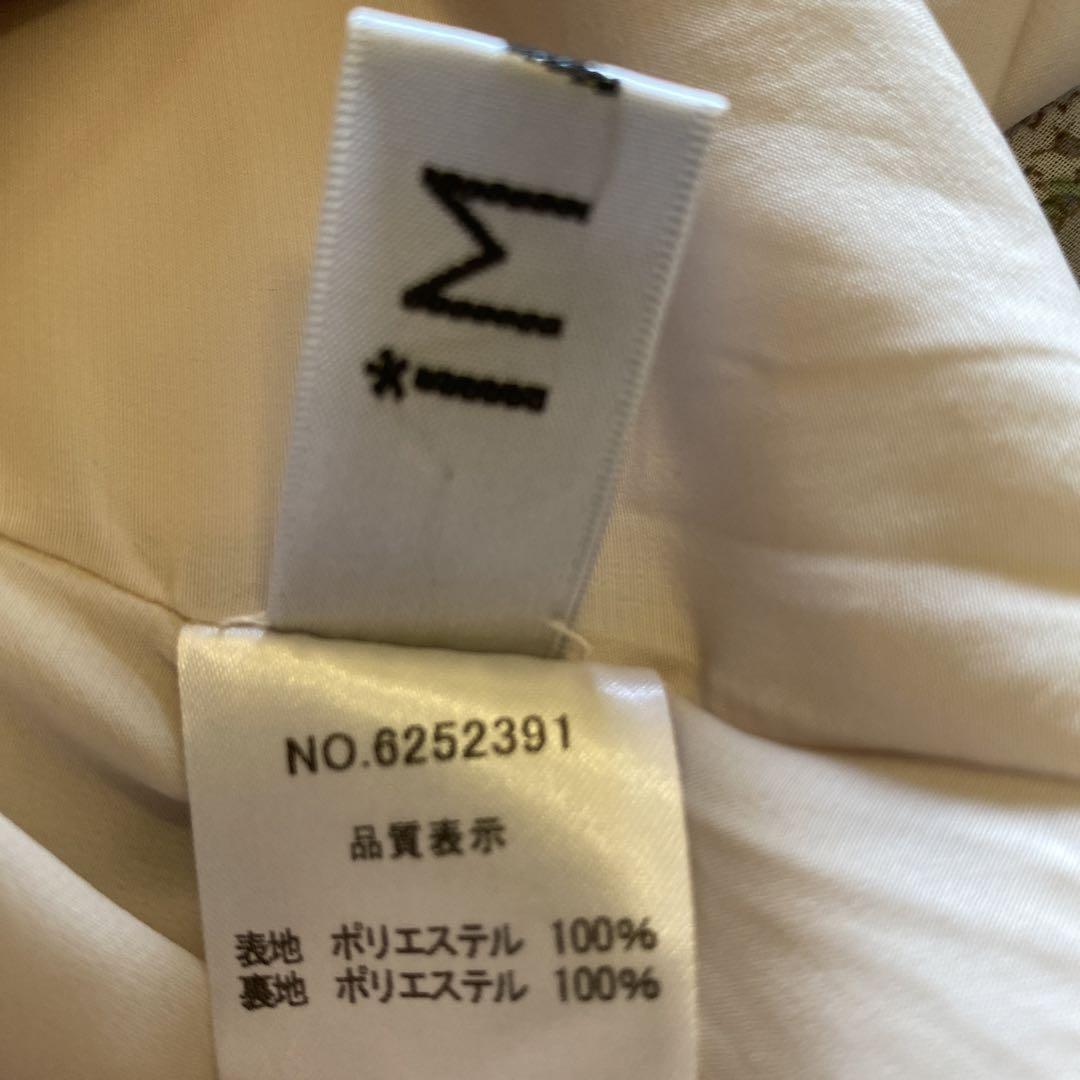 *iM
NO.6252391
品質表示
表地 ポリエステル 100%
裏地 ポリエステル 100%